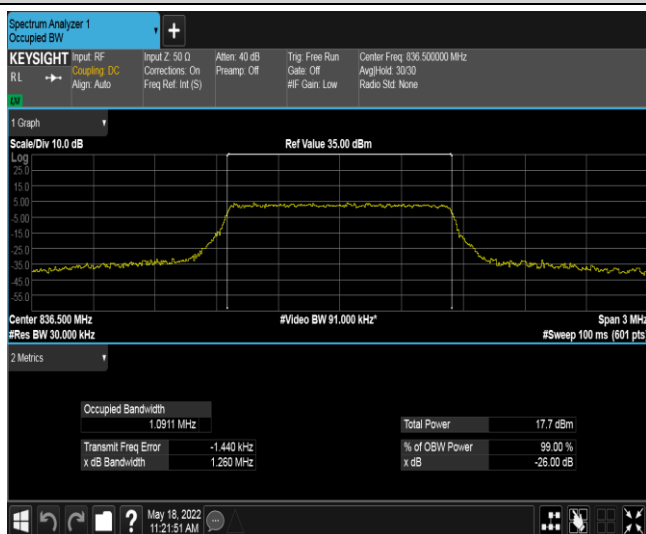 Spectrum Analyzer 1
Occupied BW
+
KEYSIGHT
RL
Input: RF
Coupling: DC
Align: Auto
Input Z: 50 Ω
Corrections: On
Freq Ref: Int (S)
Atten: 40 dB
Preamp: Off
Trig: Free Run
Gate: Off
#IF Gain: Low
Center Freq: 836.500000 MHz
Avg|Hold: 30/30
Radio Std: None
1 Graph
Scale/Div 10.0 dB
Ref Value 35.00 dBm
Log
25.0
15.0
5.00
-5.00
-15.0
-25.0
-35.0
-45.0
-55.0
Center 836.500 MHz
#Video BW 91.000 kHz*
Span 3 MHz
#Res BW 30.000 kHz
#Sweep 100 ms (601 pts)
2 Metrics
Occupied Bandwidth
1.0911 MHz
Total Power 17.7 dBm
Transmit Freq Error -1.440 kHz
% of OBW Power 99.00 %
x dB Bandwidth 1.260 MHz
x dB -26.00 dB
?
May 18, 2022
11:21:51 AM